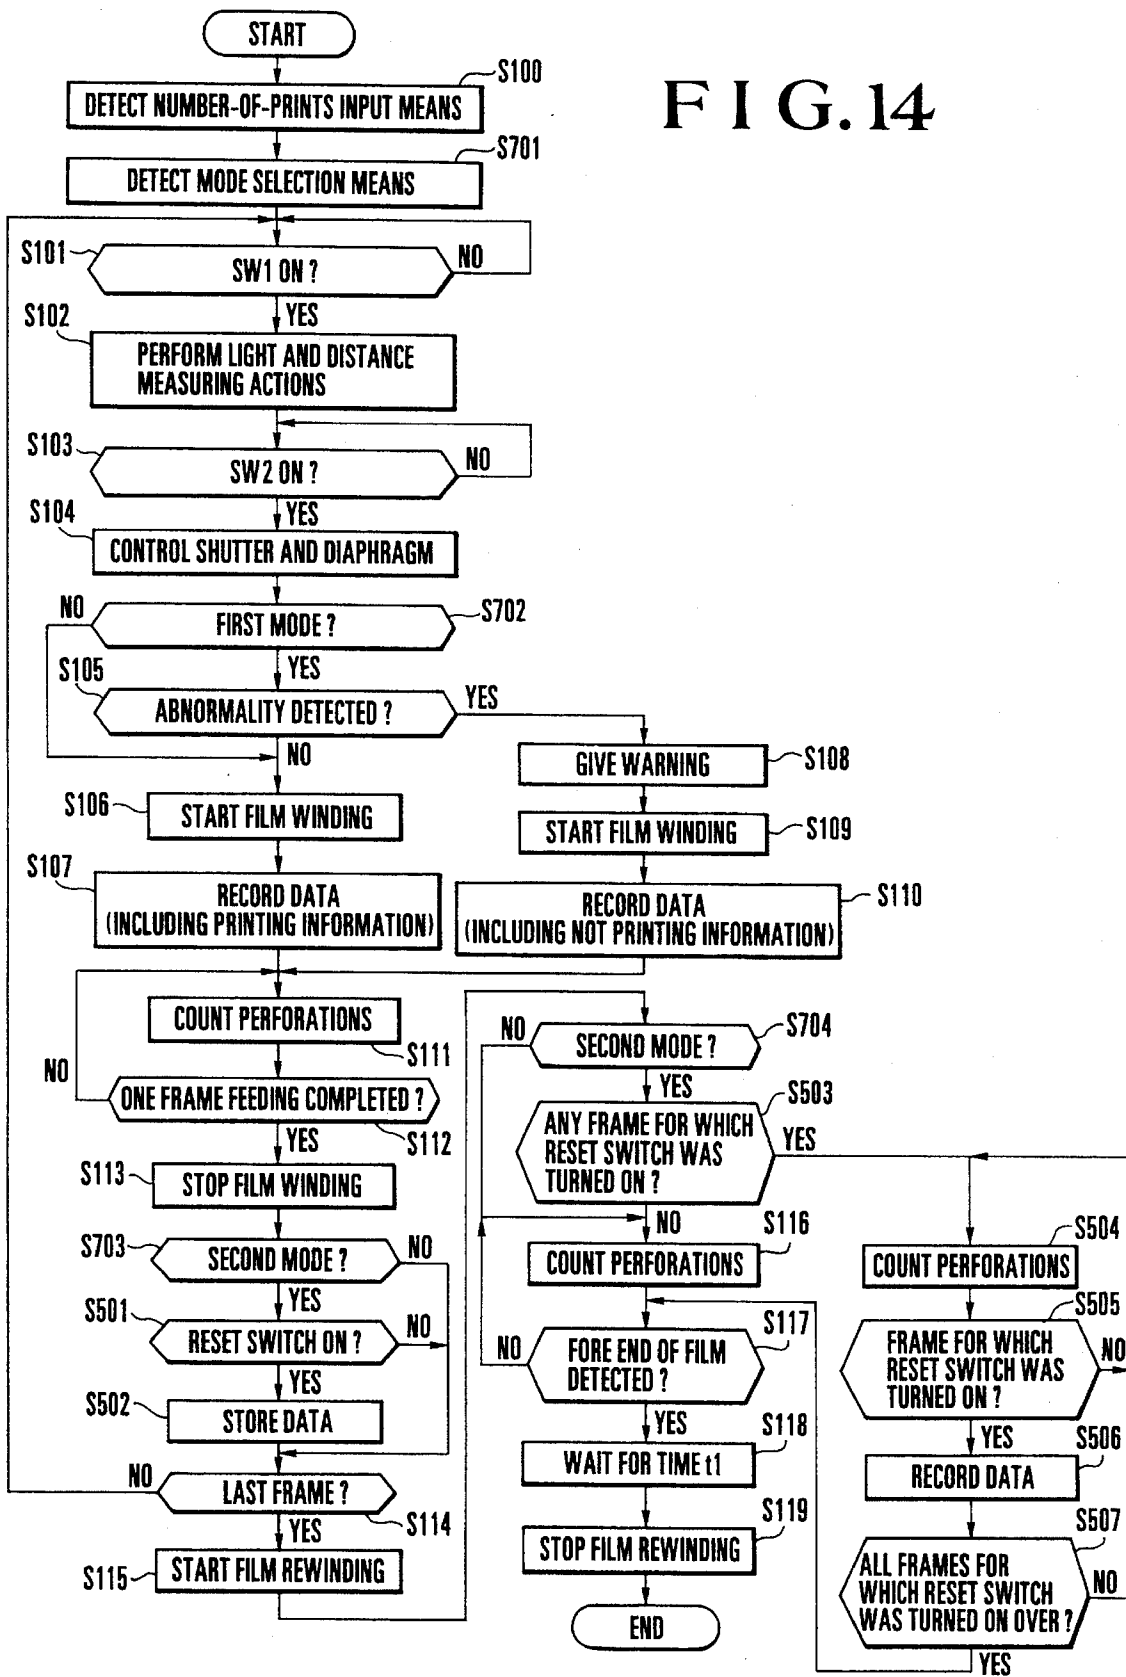 START
S100
DETECT NUMBER-OF-PRINTS INPUT MEANS
FIG. 14
S701
DETECT MODE SELECTION MEANS
S101
SW1 ON ?
NO
YES
S102
PERFORM LIGHT AND DISTANCE
MEASURING ACTIONS
S103
SW2 ON ?
NO
YES
S104
CONTROL SHUTTER AND DIAPHRAGM
NO
FIRST MODE ?
S702
YES
S105
ABNORMALITY DETECTED ?
YES
NO
S106
START FILM WINDING
S107
RECORD DATA
(INCLUDING PRINTING INFORMATION)
GIVE WARNING
S108
START FILM WINDING
S109
RECORD DATA
(INCLUDING NOT PRINTING INFORMATION)
S110
COUNT PERFORATIONS
S111
NO
ONE FRAME FEEDING COMPLETED ?
S112
YES
S113
STOP FILM WINDING
S703
SECOND MODE ?
NO
YES
S501
RESET SWITCH ON ?
NO
YES
S502
STORE DATA
NO
LAST FRAME ?
S114
YES
S115
START FILM REWINDING
NO
SECOND MODE ?
S704
YES
S503
ANY FRAME FOR WHICH
RESET SWITCH WAS
TURNED ON ?
YES
NO
S116
COUNT PERFORATIONS
S117
NO
FORE END OF FILM
DETECTED ?
YES
S118
WAIT FOR TIME t1
S119
STOP FILM REWINDING
END
S504
COUNT PERFORATIONS
S505
FRAME FOR WHICH
RESET SWITCH WAS
TURNED ON ?
NO
YES
S506
RECORD DATA
S507
ALL FRAMES FOR
WHICH RESET SWITCH
WAS TURNED ON OVER ?
NO
YES